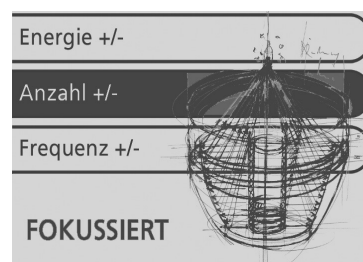 Energie +/-
Anzahl +/-
Frequenz +/-
FOKUSSIERT